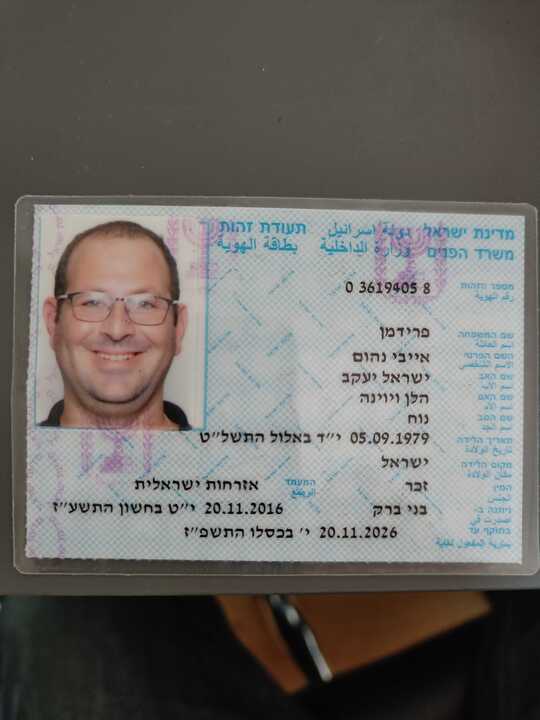 מדינת ישראל دولة اسرائيل תעודת זהות
משרד הפנים وزارة الداخلية بطاقة الهوية
מספר הזהות 0 3619405 8
رقم الهوية
שם המשפחה פרידמן
اسم العائلة
השם הפרטי אייבי נחום
الاسم الشخصي
שם האב ישראל יעקב
اسم الأب
שם האם הלן ויוינה
اسم الأم
שם הסב נוח
اسم الجد
תאריך הלידה 05.09.1979 י״ד באלול התשל״ט
تاريخ الولادة
מקום הלידה ישראל
مكان الولادة
המין זכר המעמד אזרחות ישראלית
الجنس الوضع
ניתנה ב- בני ברק 20.11.2016 י״ט בחשון התשע״ז
اصدرت في
בתוקף עד 20.11.2026 י׳ בכסלו התשפ״ז
سارية المفعول لغاية